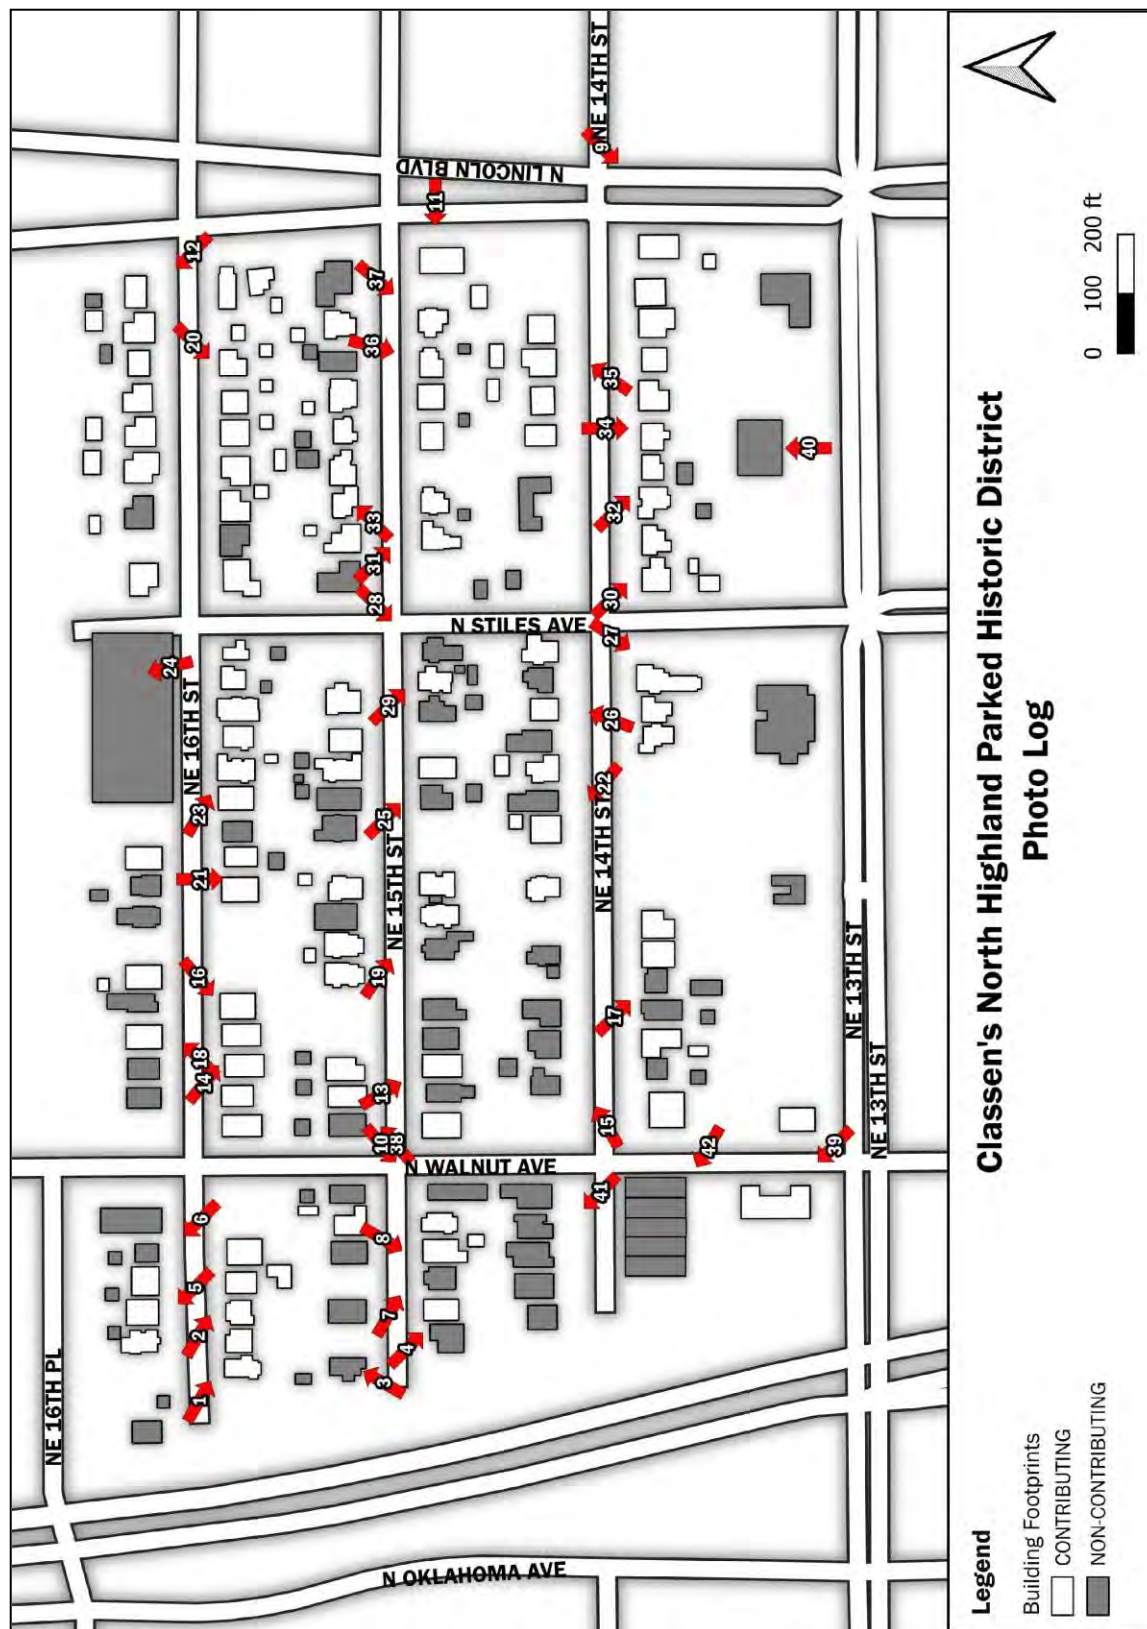 NE 16TH PL
NE 16TH ST
NE 15TH ST
NE 14TH ST
NE 14TH ST
NE 13TH ST
NE 13TH ST
N OKLAHOMA AVE
N WALNUT AVE
N STILES AVE
N LINCOLN BLVD
1
2
5
6
14
18
16
21
23
24
20
12
3
4
7
8
10
38
13
19
25
29
28
31
33
36
37
11
41
15
17
22
26
27
30
32
34
35
9
42
39
40
Classen's North Highland Parked Historic District
Photo Log
Legend
Building Footprints
CONTRIBUTING
NON-CONTRIBUTING
0 100 200 ft